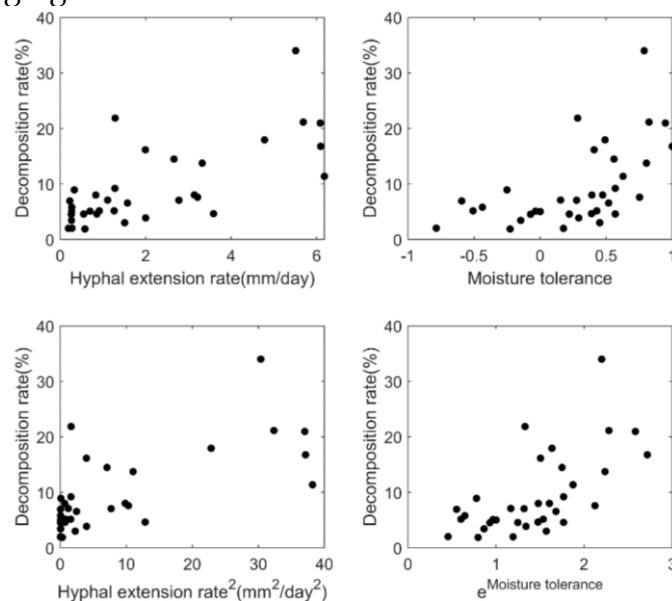 40
30
20
10
0
0 2 4 6
Decomposition rate(%)
Hyphal extension rate(mm/day)
40
30
20
10
0
-1 -0.5 0 0.5 1
Decomposition rate(%)
Moisture tolerance
40
30
20
10
0
0 10 20 30 40
Decomposition rate(%)
Hyphal extension rate²(mm²/day²)
40
30
20
10
0
0 1 2 3
Decomposition rate(%)
e^Moisture tolerance